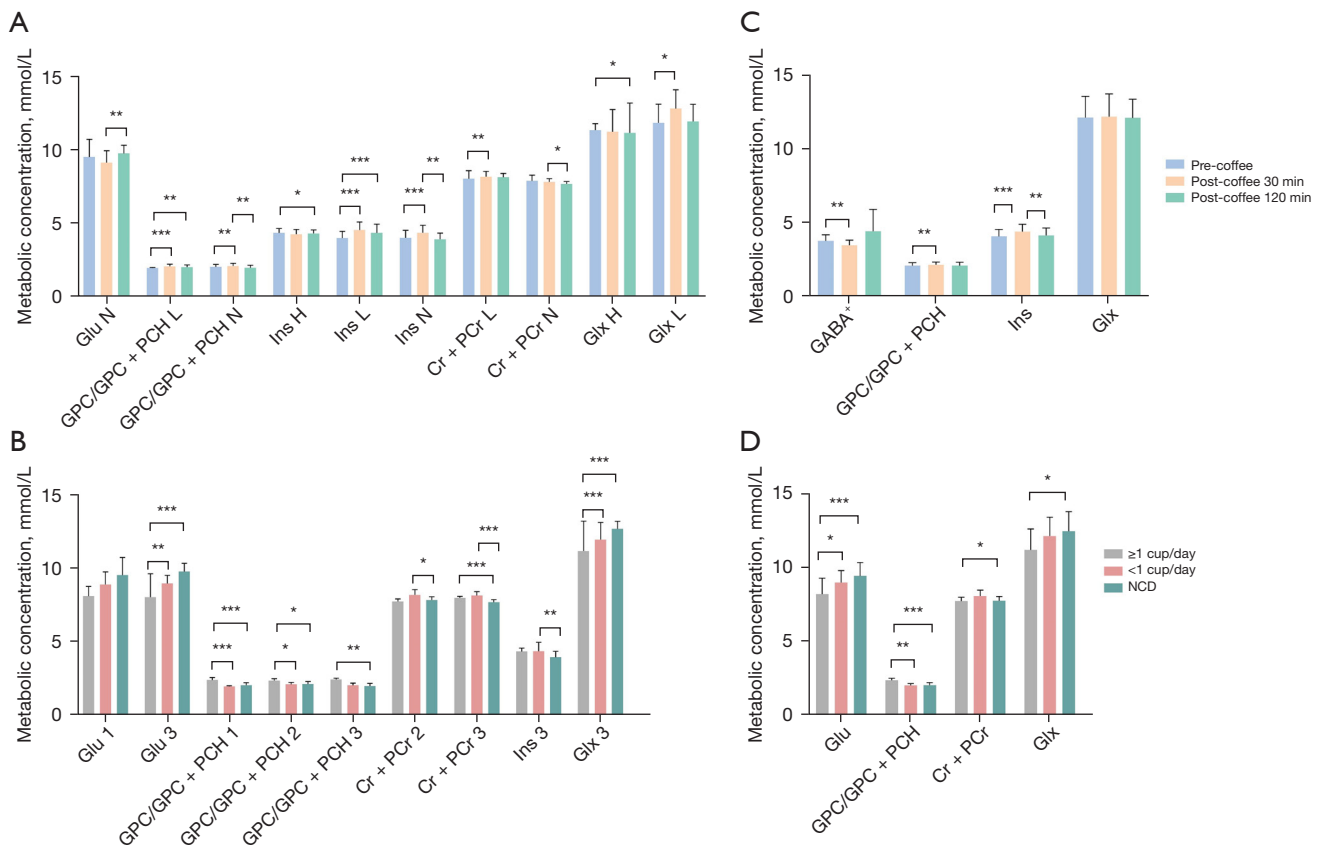 A
Metabolic concentration, mmol/L
15
10
5
0
**
***
**
**
**
*
***
***
***
**
**
*
*
*
Glu N
GPC/GPC + PCH L
GPC/GPC + PCH N
Ins H
Ins L
Ins N
Cr + PCr L
Cr + PCr N
Glx H
Glx L
C
Metabolic concentration, mmol/L
15
10
5
0
**
**
***
**
GABA⁺
GPC/GPC + PCH
Ins
Glx
Pre-coffee
Post-coffee 30 min
Post-coffee 120 min
B
Metabolic concentration, mmol/L
15
10
5
0
***
**
***
***
*
*
**
*
***
***
**
***
***
Glu 1
Glu 3
GPC/GPC + PCH 1
GPC/GPC + PCH 2
GPC/GPC + PCH 3
Cr + PCr 2
Cr + PCr 3
Ins 3
Glx 3
D
Metabolic concentration, mmol/L
15
10
5
0
***
*
***
**
*
*
Glu
GPC/GPC + PCH
Cr + PCr
Glx
≥1 cup/day
<1 cup/day
NCD